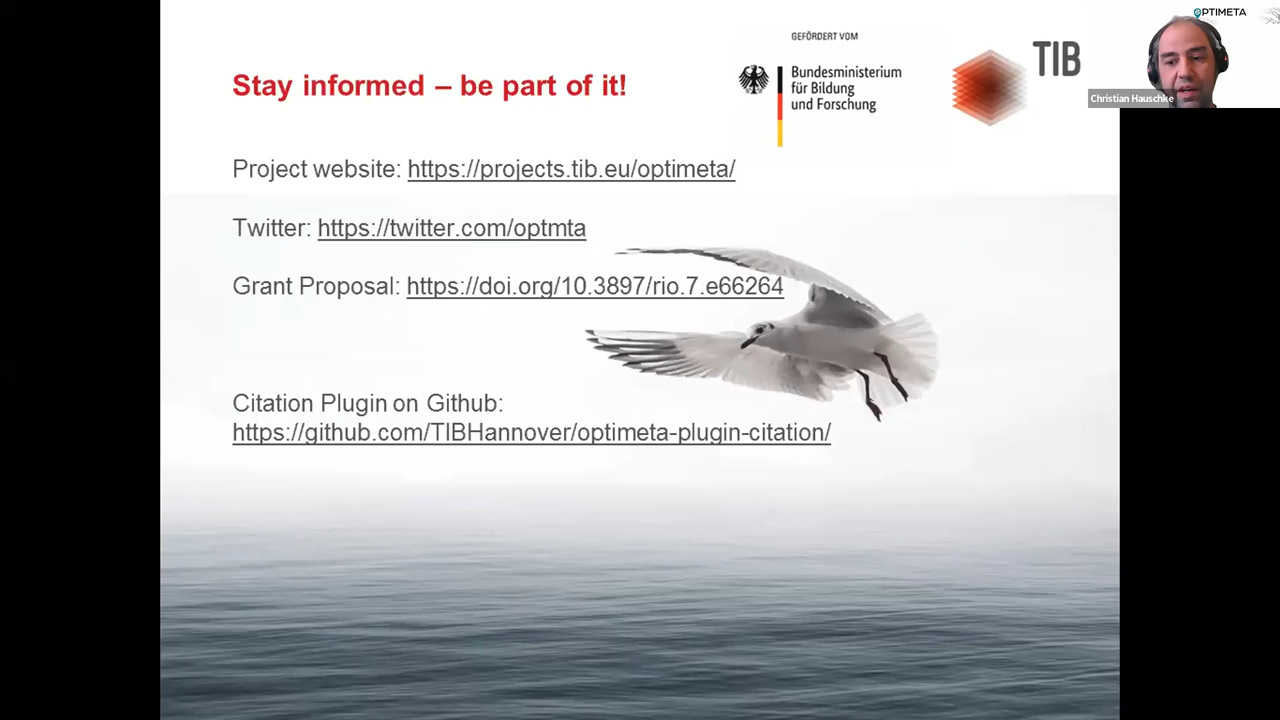 Stay informed – be part of it!
GEFÖRDERT VOM
Bundesministerium
für Bildung
und Forschung
TIB
OPTIMETA
Christian Hauschke
Project website: https://projects.tib.eu/optimeta/
Twitter: https://twitter.com/optmta
Grant Proposal: https://doi.org/10.3897/rio.7.e66264
Citation Plugin on Github:
https://github.com/TIBHannover/optimeta-plugin-citation/